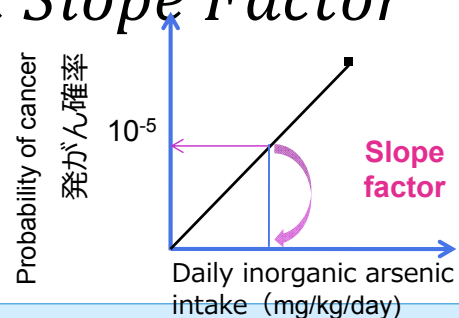 Slope Factor
Probability of cancer
発がん確率
10-5
Slope
factor
Daily inorganic arsenic
intake（mg/kg/day)